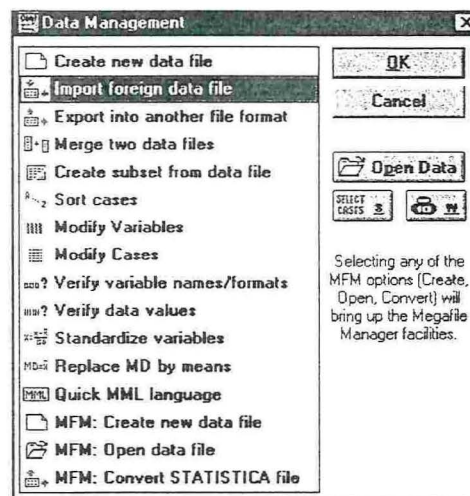 Data Management
Create new data file
Import foreign data file
Export into another file format
Merge two data files
Create subset from data file
Sort cases
Modify Variables
Modify Cases
? Verify variable names/formats
? Verify data values
Standardize variables
Replace MD by means
MML Quick MML language
MFM: Create new data file
MFM: Open data file
MFM: Convert STATISTICA file
OK
Cancel
Open Data
SELECT CASES S
W
Selecting any of the
MFM options (Create,
Open, Convert) will
bring up the Megafile
Manager facilities.